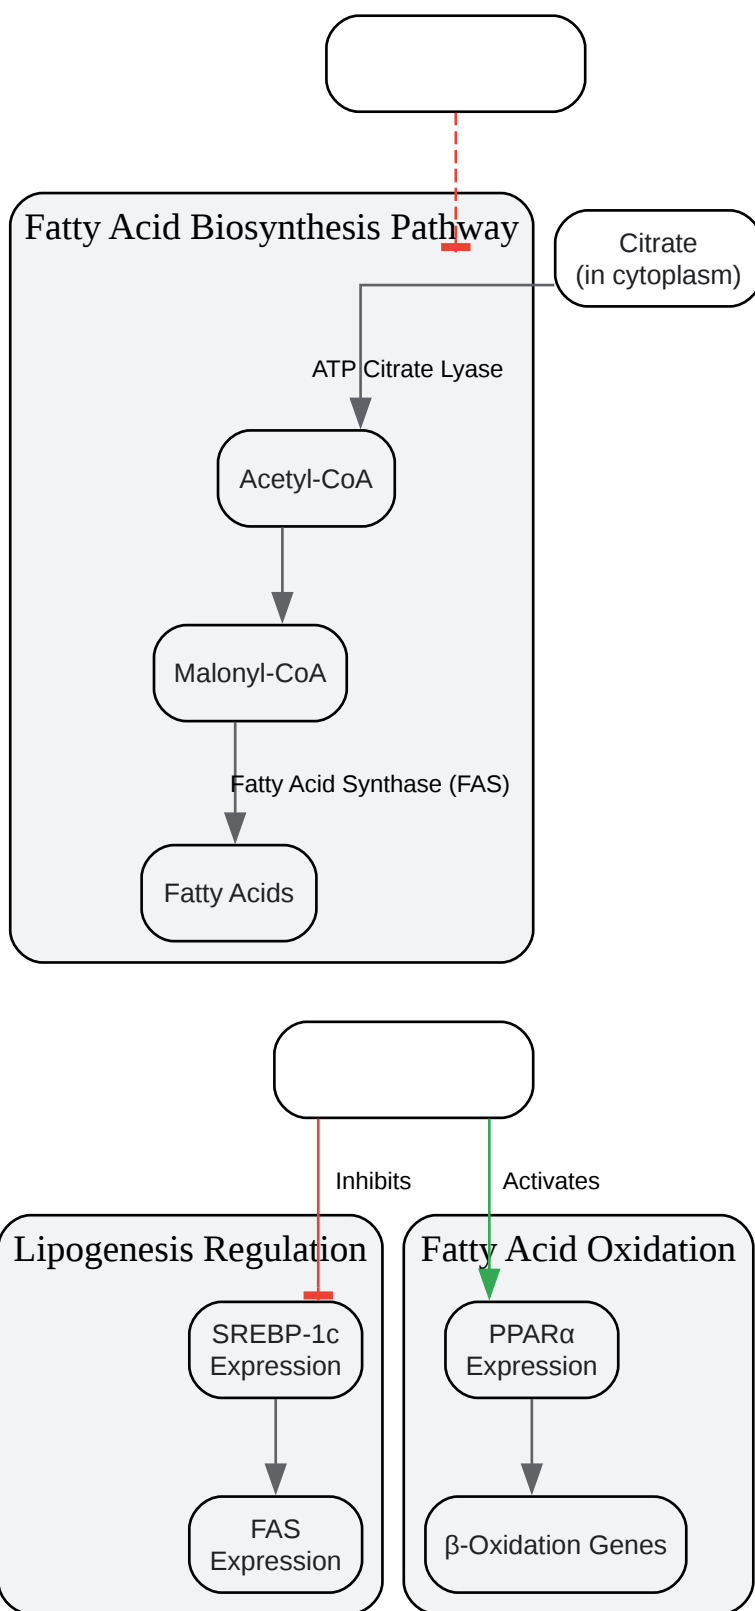 Fatty Acid Biosynthesis Pathway
Citrate
(in cytoplasm)
ATP Citrate Lyase
Acetyl-CoA
Malonyl-CoA
Fatty Acid Synthase (FAS)
Fatty Acids
Inhibits
Activates
Lipogenesis Regulation
Fatty Acid Oxidation
SREBP-1c
Expression
PPARα
Expression
FAS
Expression
β-Oxidation Genes